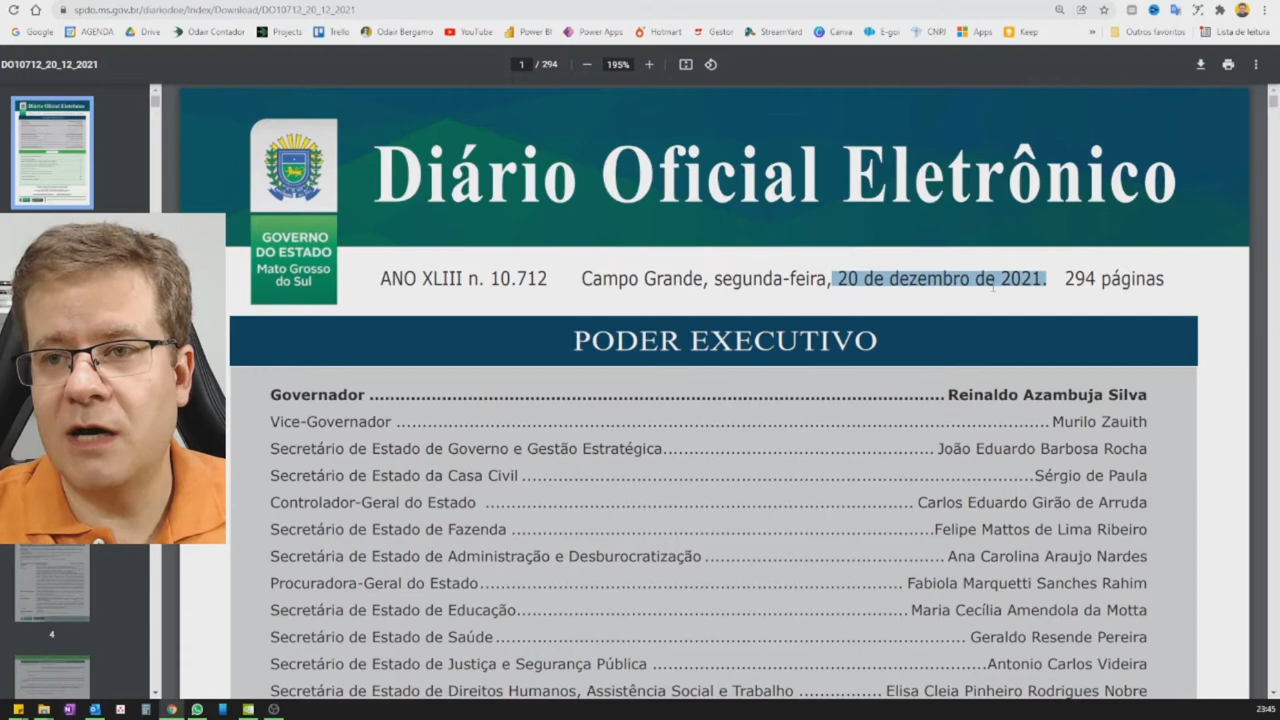 spdo.ms.gov.br/diariodoe/Index/Download/DO10712_20_12_2021
Google AGENDA Drive Odair Contador Projects Trello Odair Bergamo YouTube Power BI Power Apps Hotmart Gestor StreamYard Canva E-goi CNPJ Apps Keep » Outros favoritos Lista de leitura
DO10712_20_12_2021 1 / 294 − 195% +
Diário Oficial Eletrônico
GOVERNO
DO ESTADO
Mato Grosso
do Sul
ANO XLIII n. 10.712 Campo Grande, segunda-feira, 20 de dezembro de 2021. 294 páginas
PODER EXECUTIVO
Governador ........ Reinaldo Azambuja Silva
Vice-Governador ........ Murilo Zauith
Secretário de Estado de Governo e Gestão Estratégica........ João Eduardo Barbosa Rocha
Secretário de Estado da Casa Civil ........ Sérgio de Paula
Controlador-Geral do Estado ........ Carlos Eduardo Girão de Arruda
Secretário de Estado de Fazenda ........ Felipe Mattos de Lima Ribeiro
Secretária de Estado de Administração e Desburocratização ........ Ana Carolina Araujo Nardes
Procuradora-Geral do Estado........ Fabiola Marquetti Sanches Rahim
Secretária de Estado de Educação........ Maria Cecília Amendola da Motta
Secretário de Estado de Saúde ........ Geraldo Resende Pereira
Secretário de Estado de Justiça e Segurança Pública ........ Antonio Carlos Videira
Secretária de Estado de Direitos Humanos, Assistência Social e Trabalho ........ Elisa Cleia Pinheiro Rodrigues Nobre
4
23:45